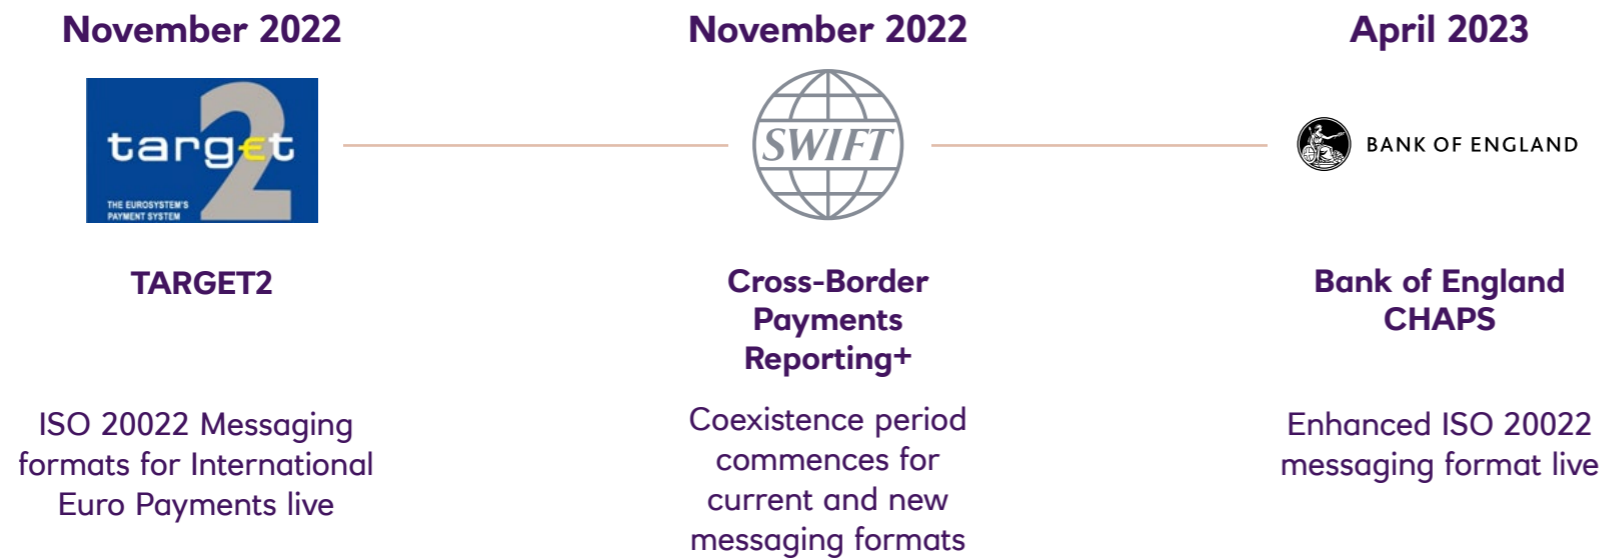 November 2022
target2
THE EUROSYSTEM'S
PAYMENT SYSTEM
TARGET2
ISO 20022 Messaging
formats for International
Euro Payments live
November 2022
SWIFT
Cross-Border
Payments
Reporting+
Coexistence period
commences for
current and new
messaging formats
April 2023
BANK OF ENGLAND
Bank of England
CHAPS
Enhanced ISO 20022
messaging format live